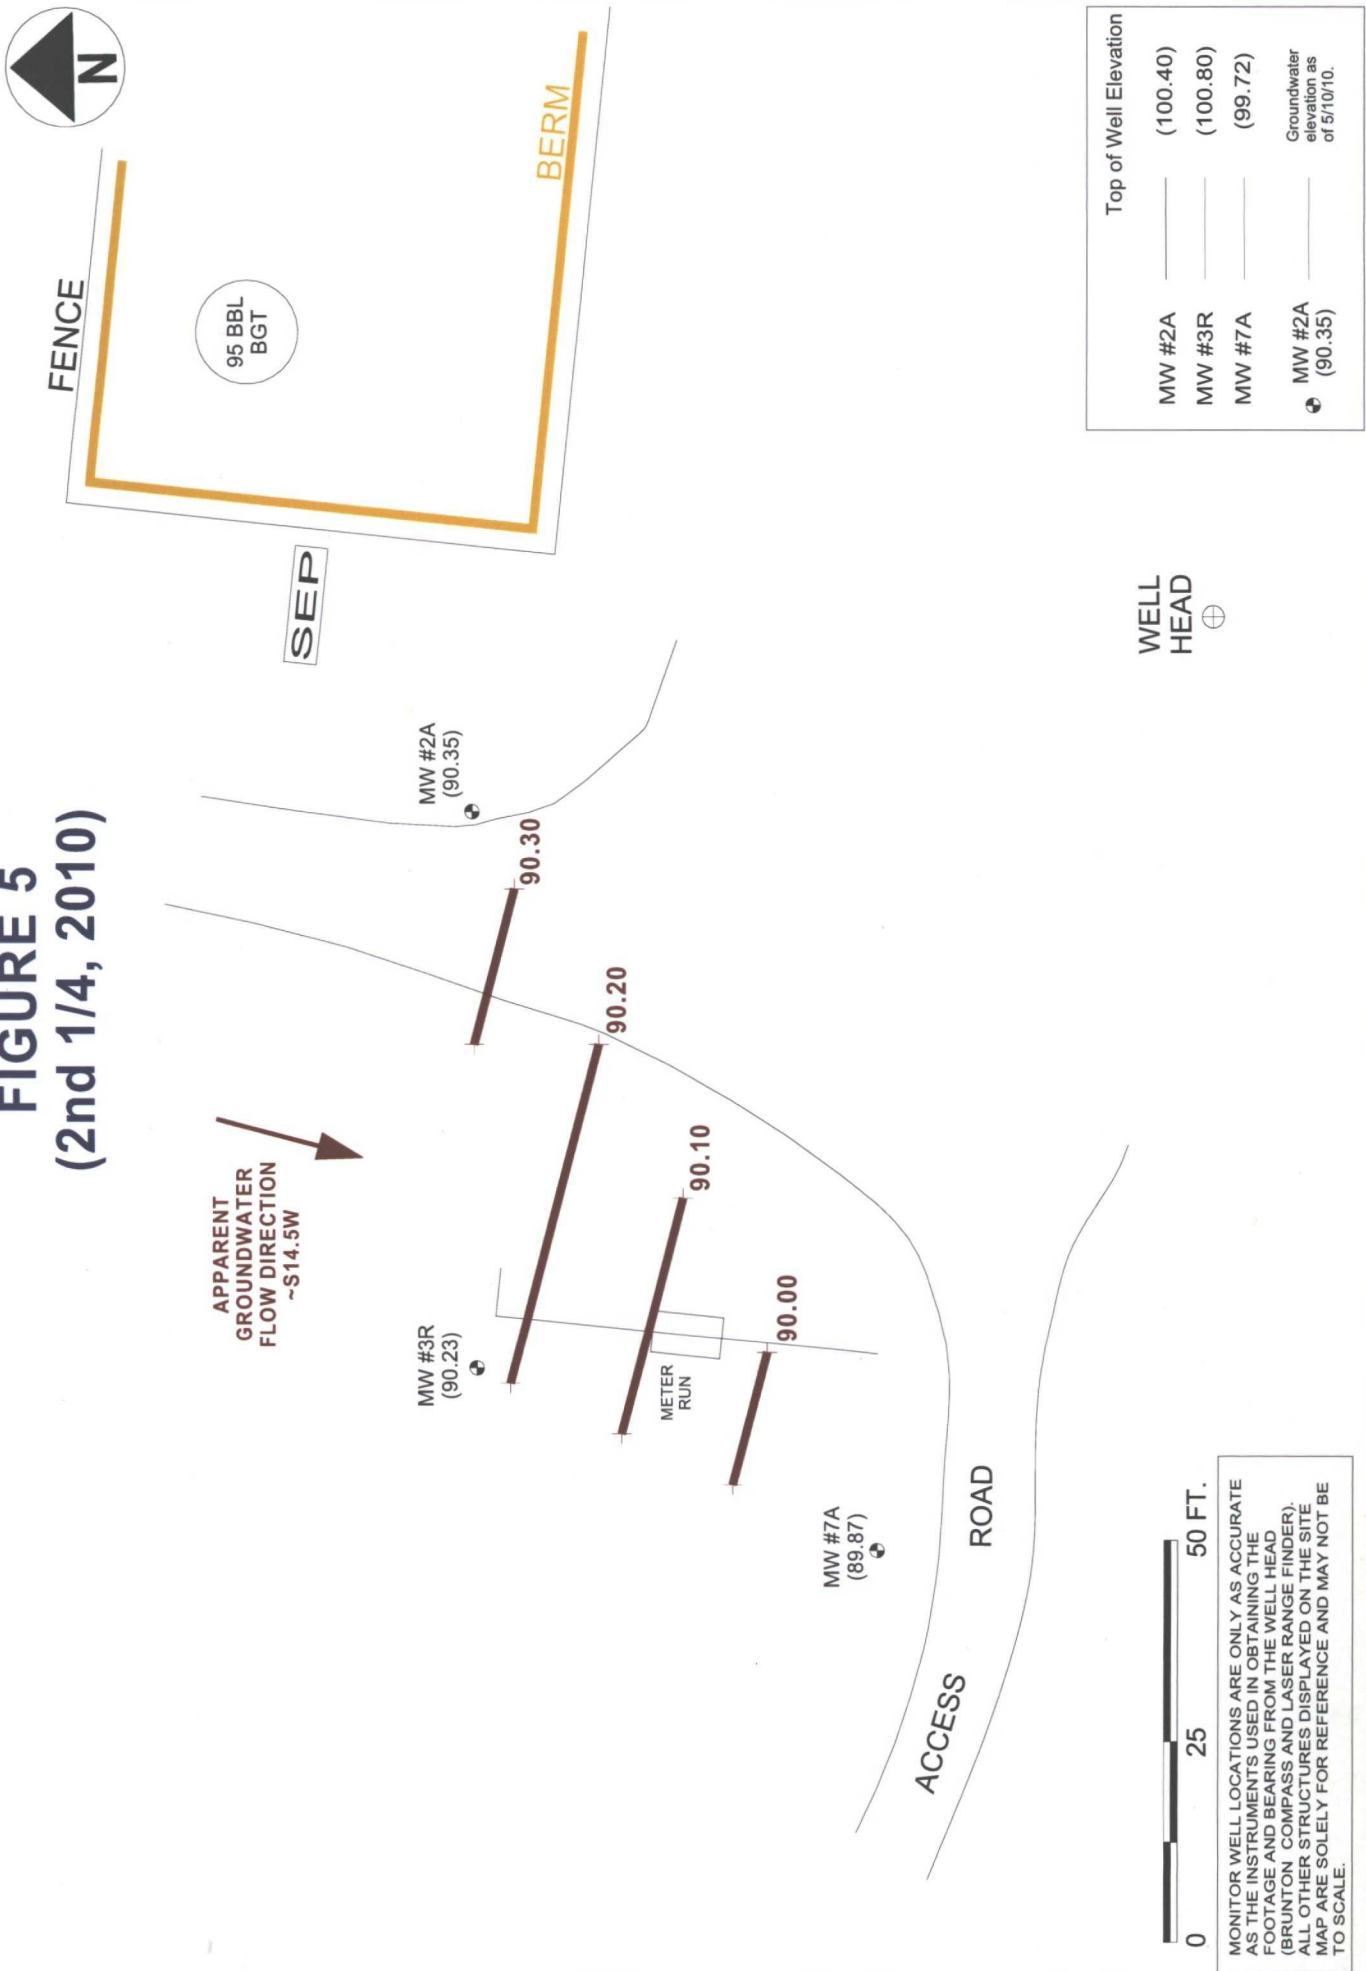 FIGURE 5
(2nd 1/4, 2010)
N
FENCE
95 BBL
BGT
BERM
SEP
MW #2A
(90.35)
90.30
90.20
90.10
90.00
APPARENT
GROUNDWATER
FLOW DIRECTION
~S14.5W
MW #3R
(90.23)
METER
RUN
MW #7A
(89.87)
ACCESS
ROAD
WELL
HEAD
Top of Well Elevation
MW #2A (100.40)
MW #3R (100.80)
MW #7A (99.72)
MW #2A
(90.35)
Groundwater
elevation as
of 5/10/10.
0 25 50 FT.
MONITOR WELL LOCATIONS ARE ONLY AS ACCURATE
AS THE INSTRUMENTS USED IN OBTAINING THE
FOOTAGE AND BEARING FROM THE WELL HEAD
(BRUNTON COMPASS AND LASER RANGE FINDER).
ALL OTHER STRUCTURES DISPLAYED ON THE SITE
MAP ARE SOLELY FOR REFERENCE AND MAY NOT BE
TO SCALE.